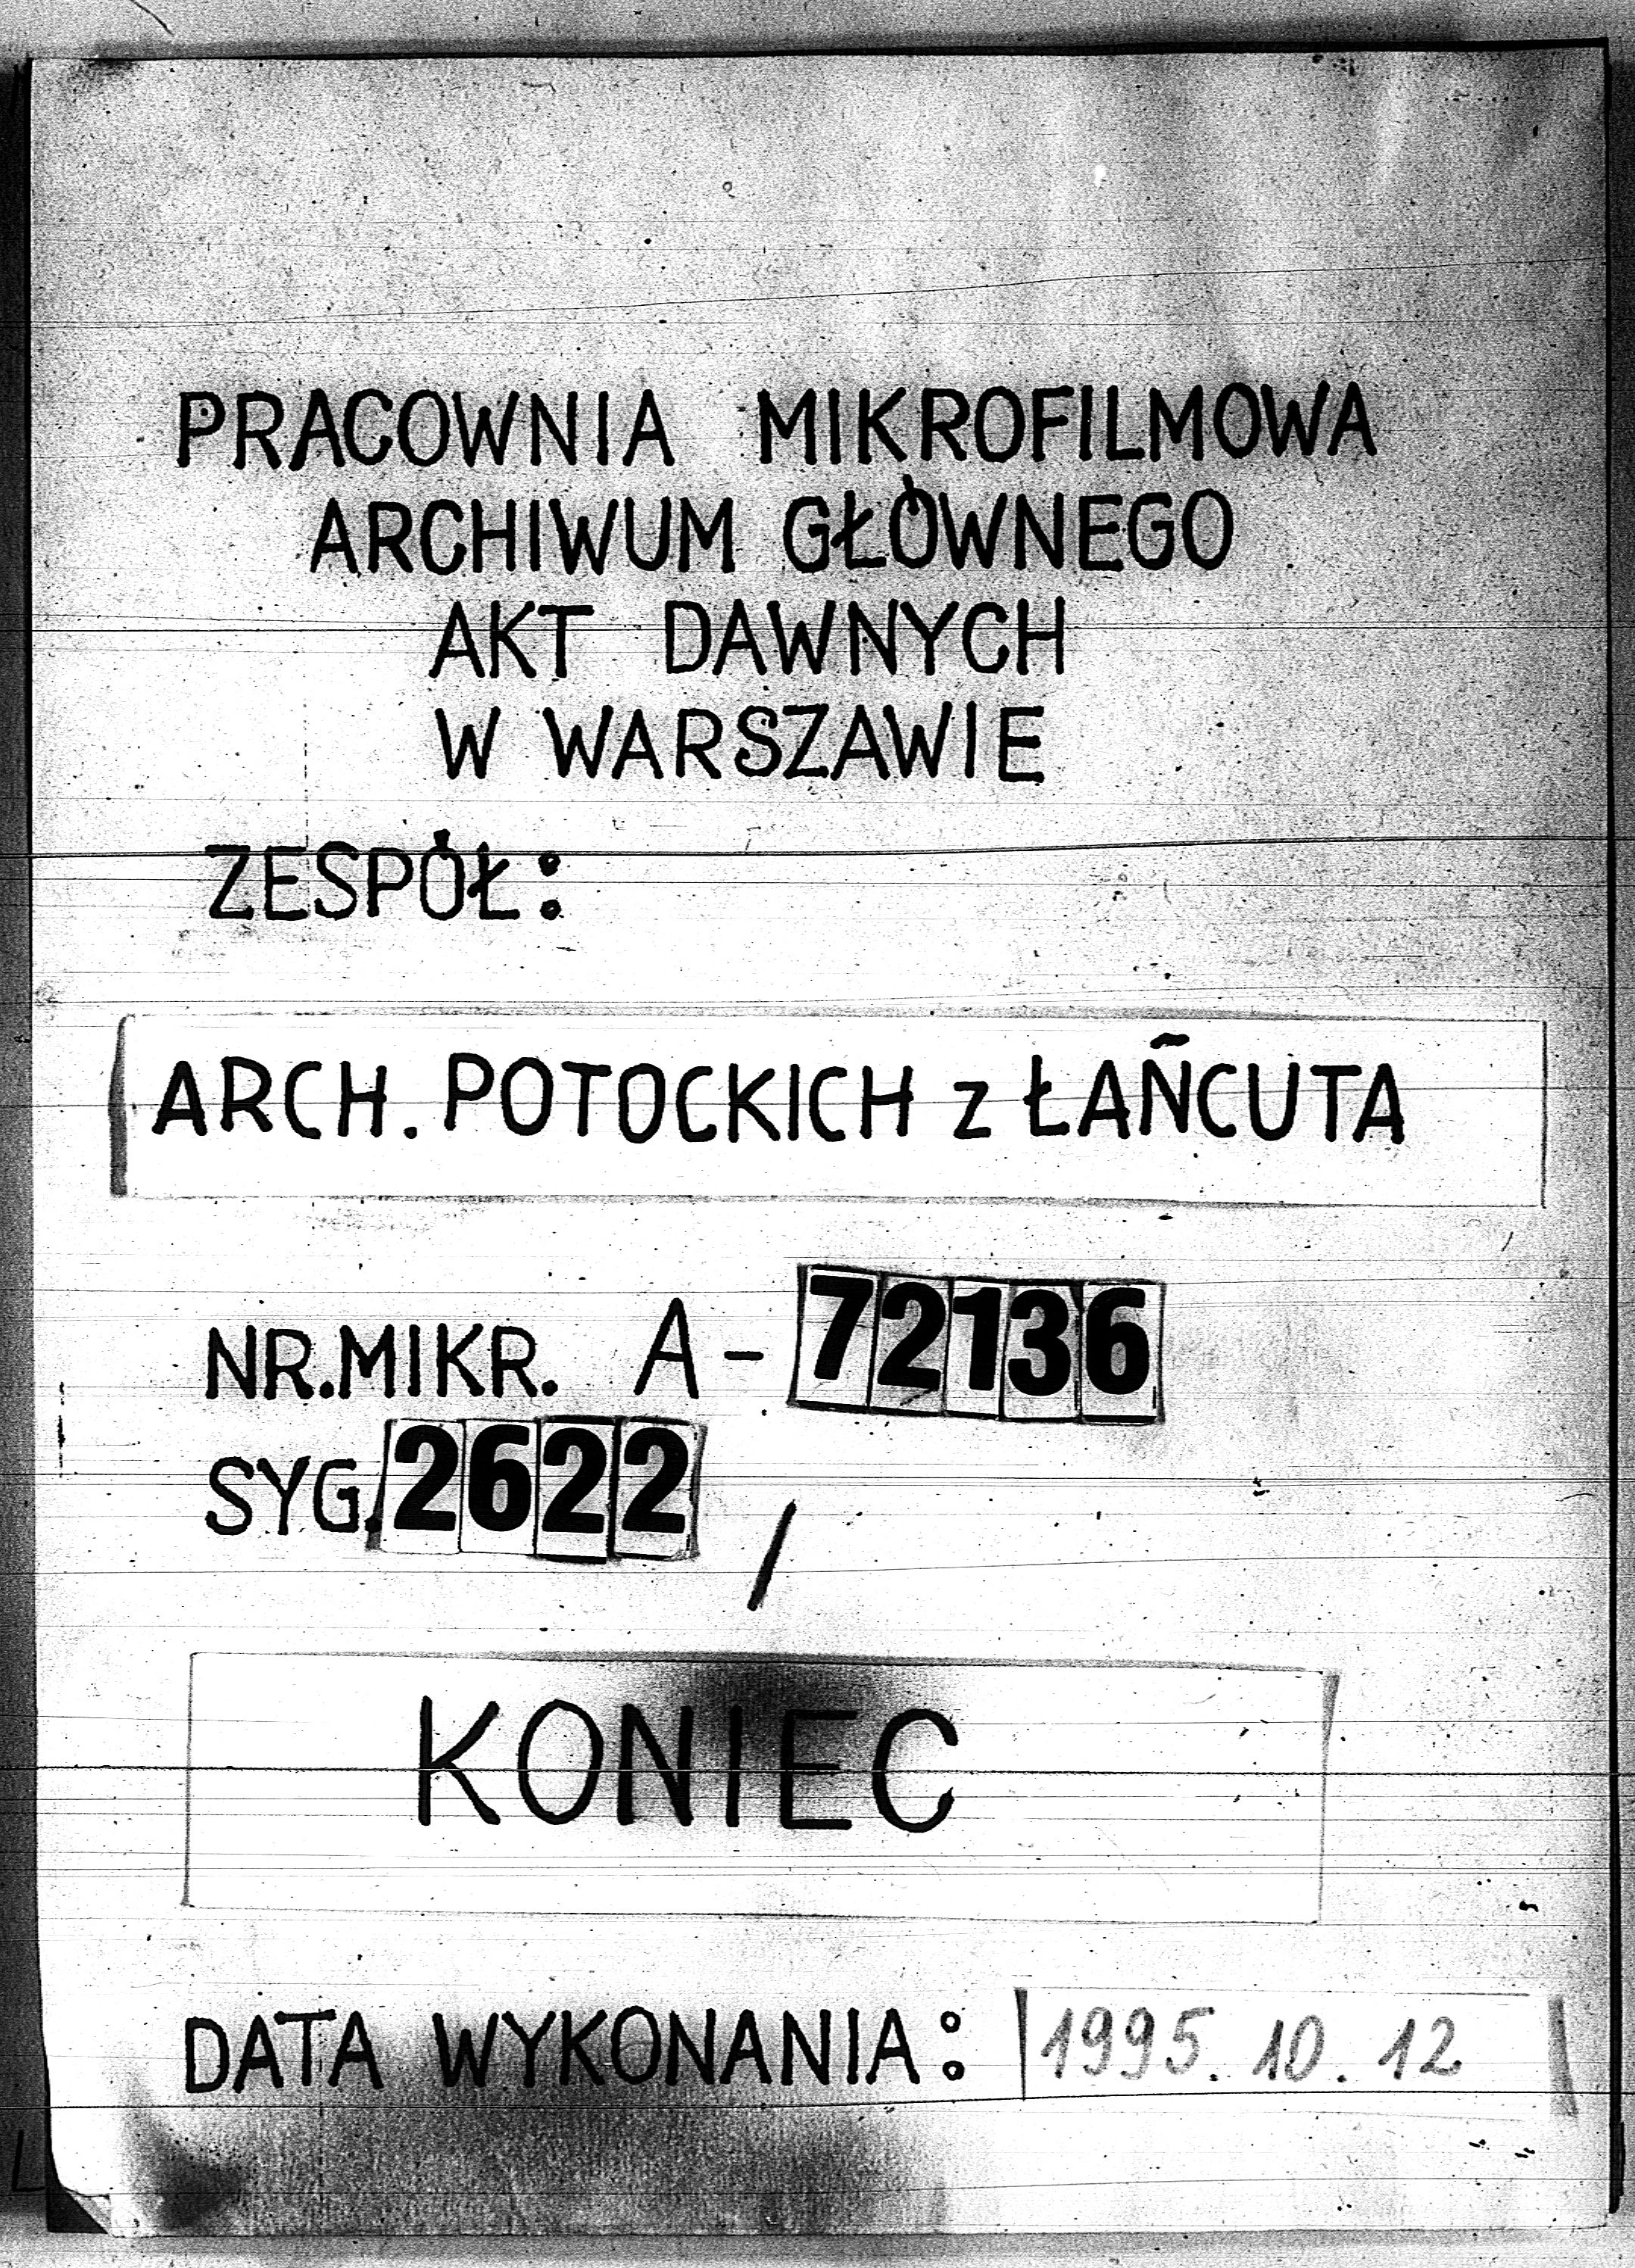 PRACOWNIA MIKROFILMOWA
ARCHIWUM GŁÓWNEGO
AKT DAWNYCH
W WARSZAWIE
ZESPÓŁ:
ARCH. POTOCKICH z ŁAŃCUTA
NR.MIKR. A-72136
SYG.2622 /
KONIEC
DATA WYKONANIA: 1995.10.12